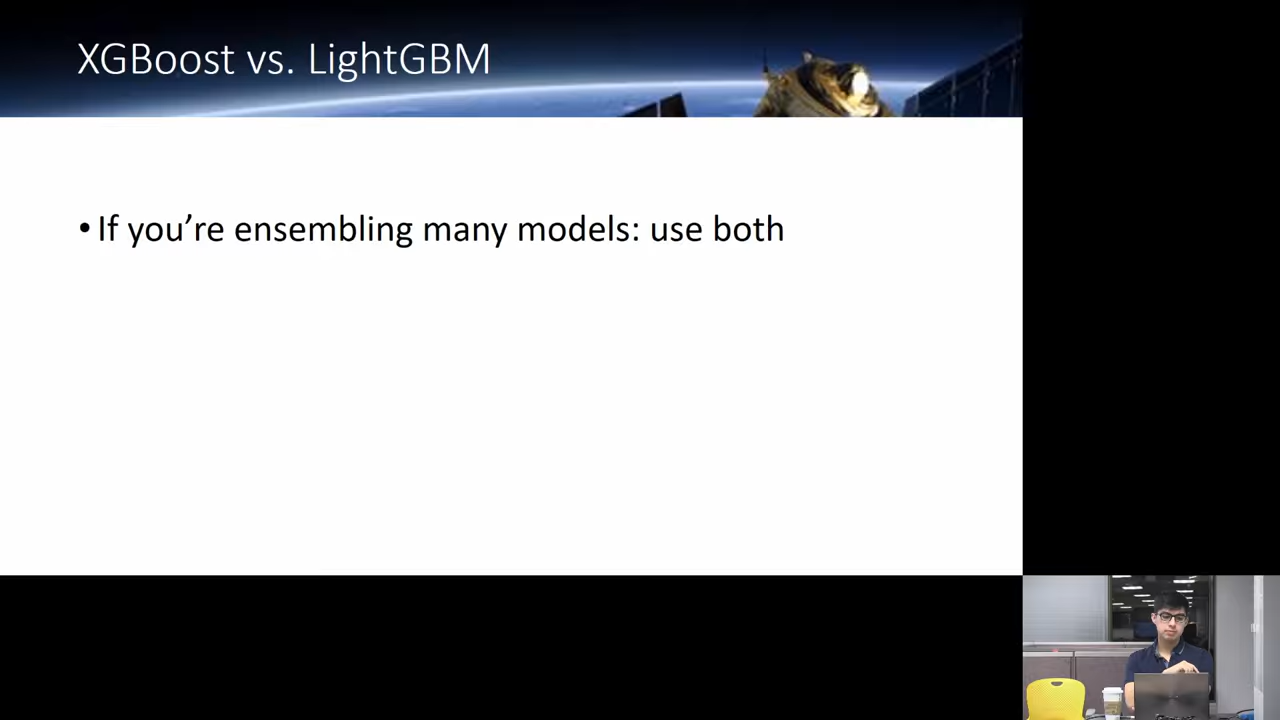 XGBoost vs. LightGBM
• If you’re ensembling many models: use both